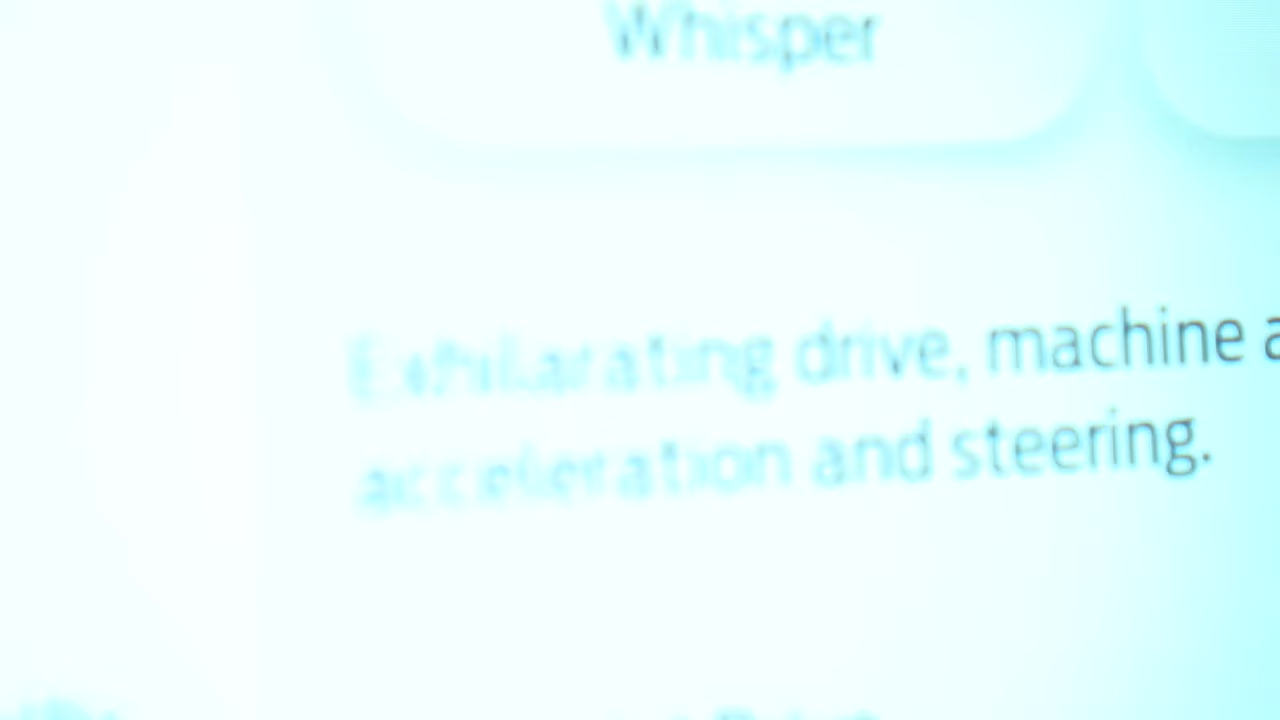 Whisper
Exhilarating drive, machine a
acceleration and steering.